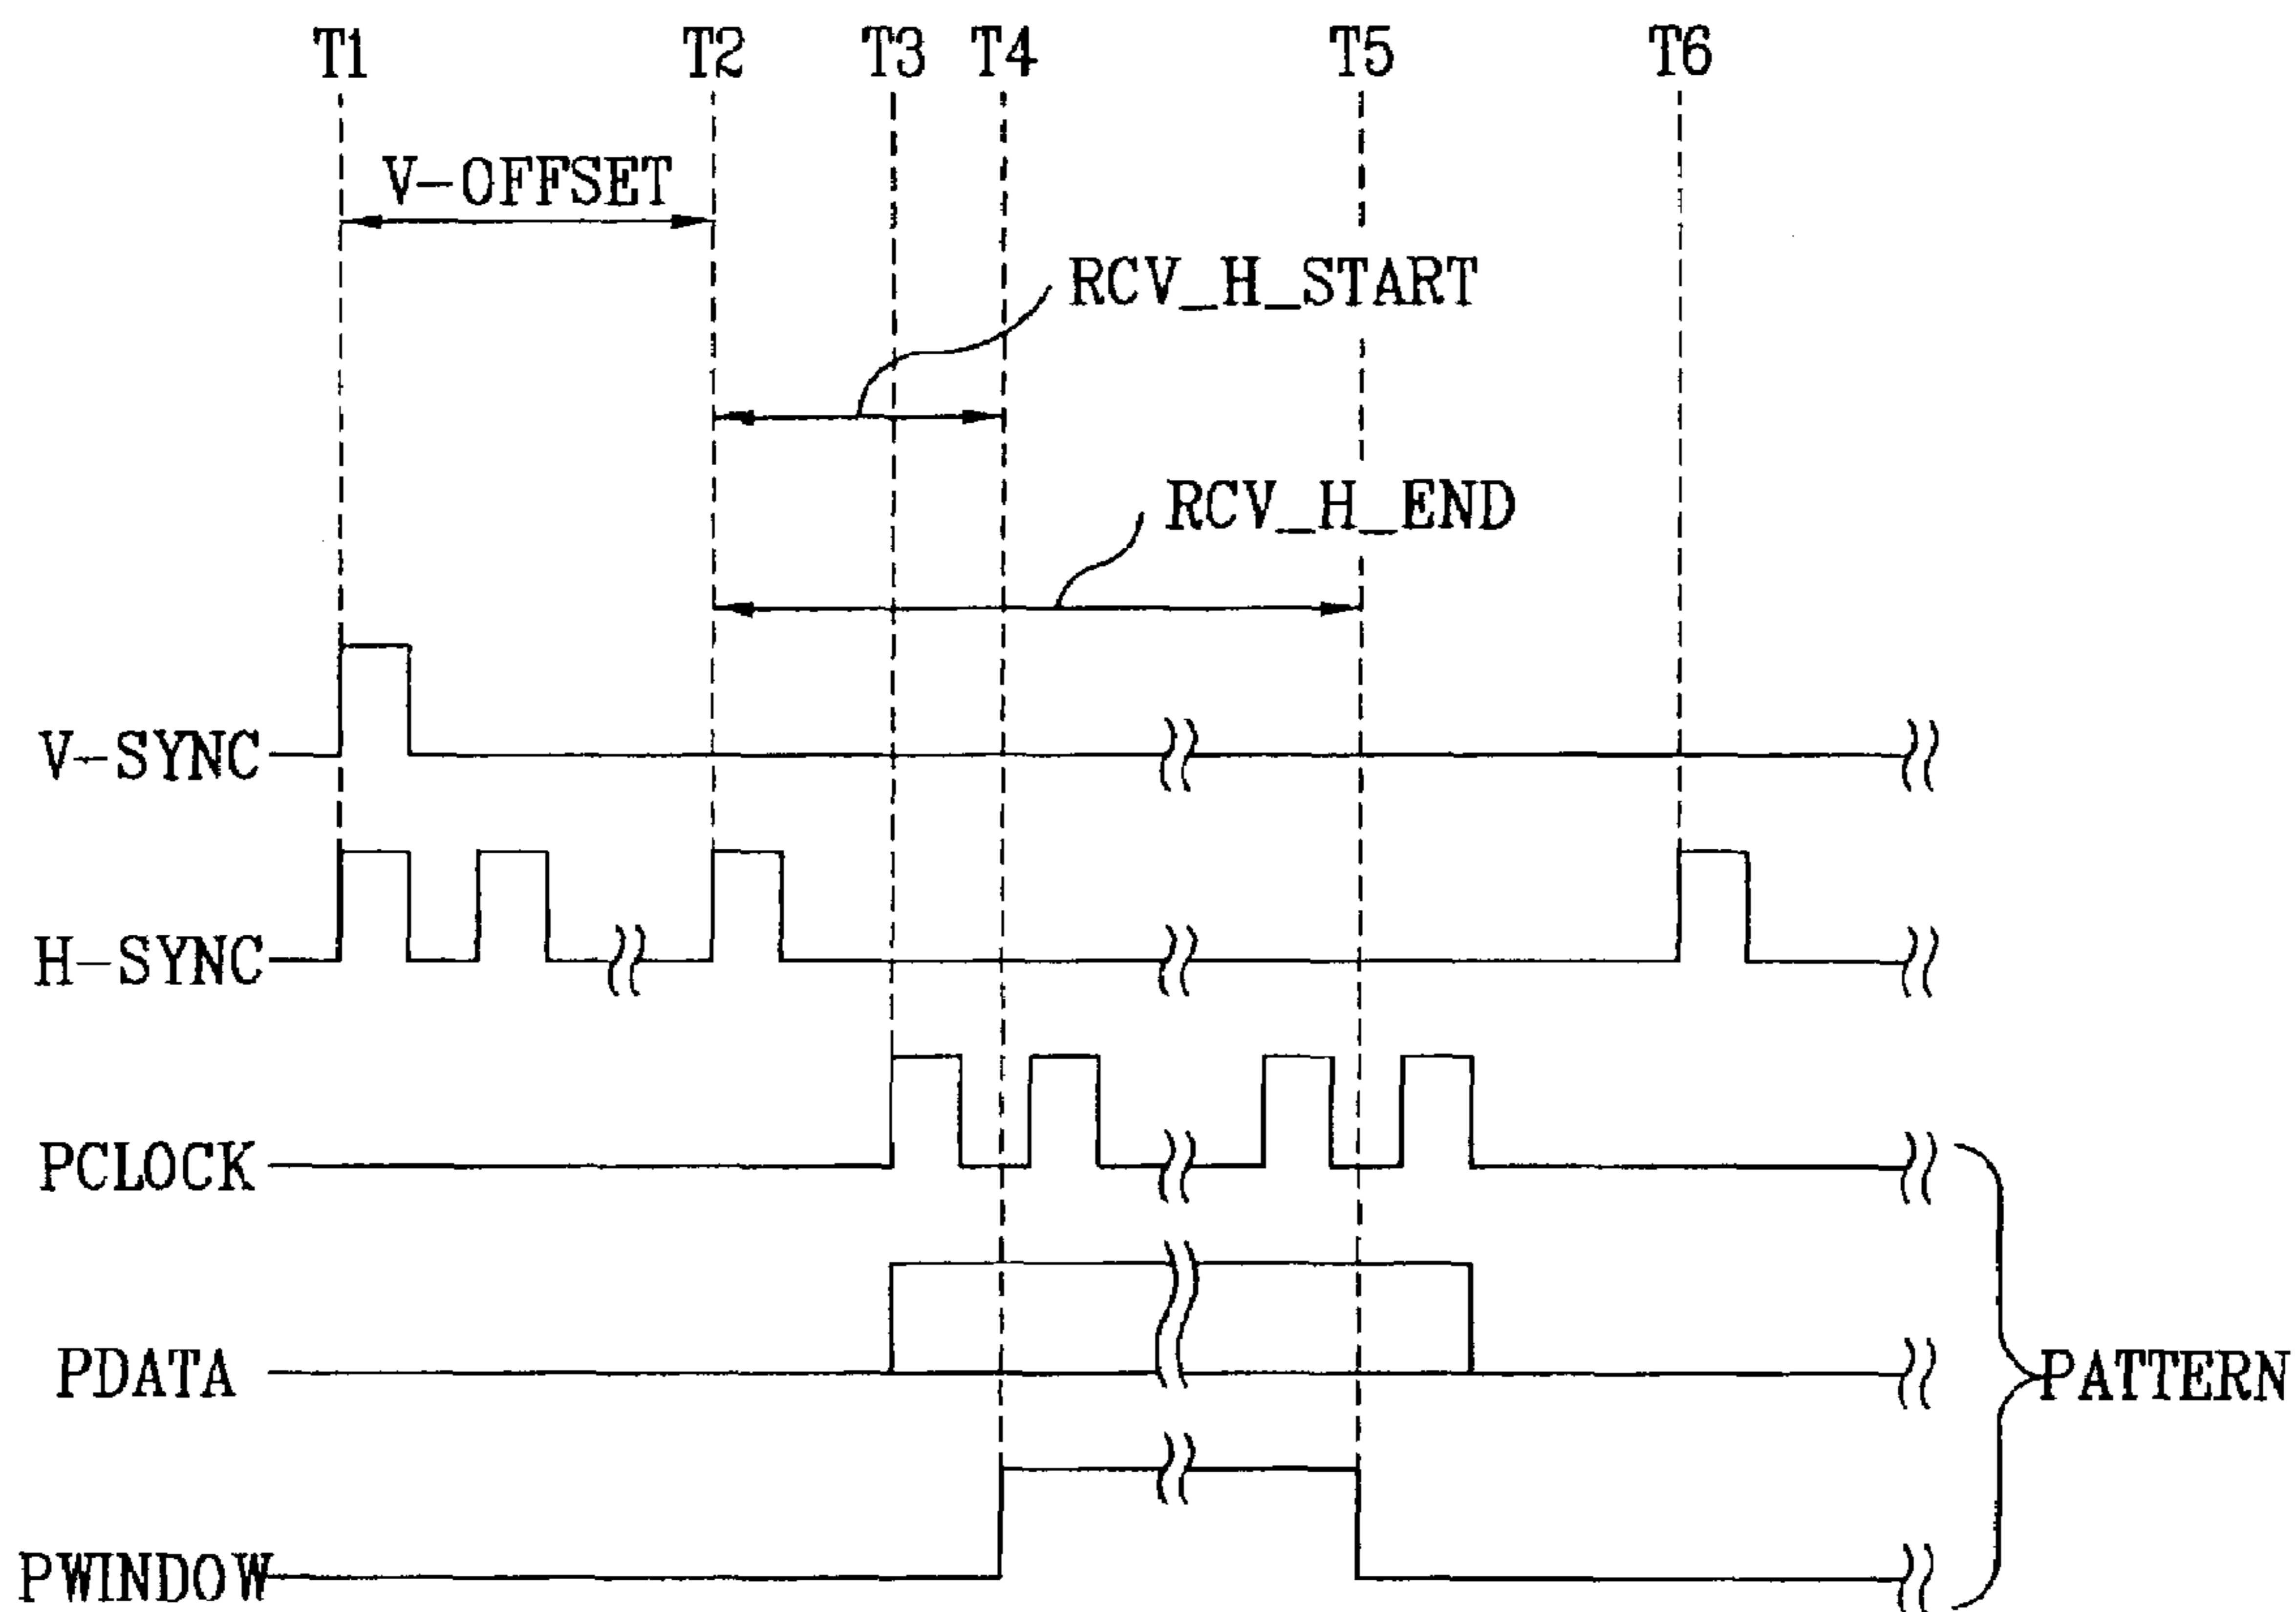 T1 T2 T3 T4 T5 T6
V-OFFSET
RCV_H_START
RCV_H_END
V-SYNC
H-SYNC
PCLOCK
PDATA
PATTERN
PWINDOW